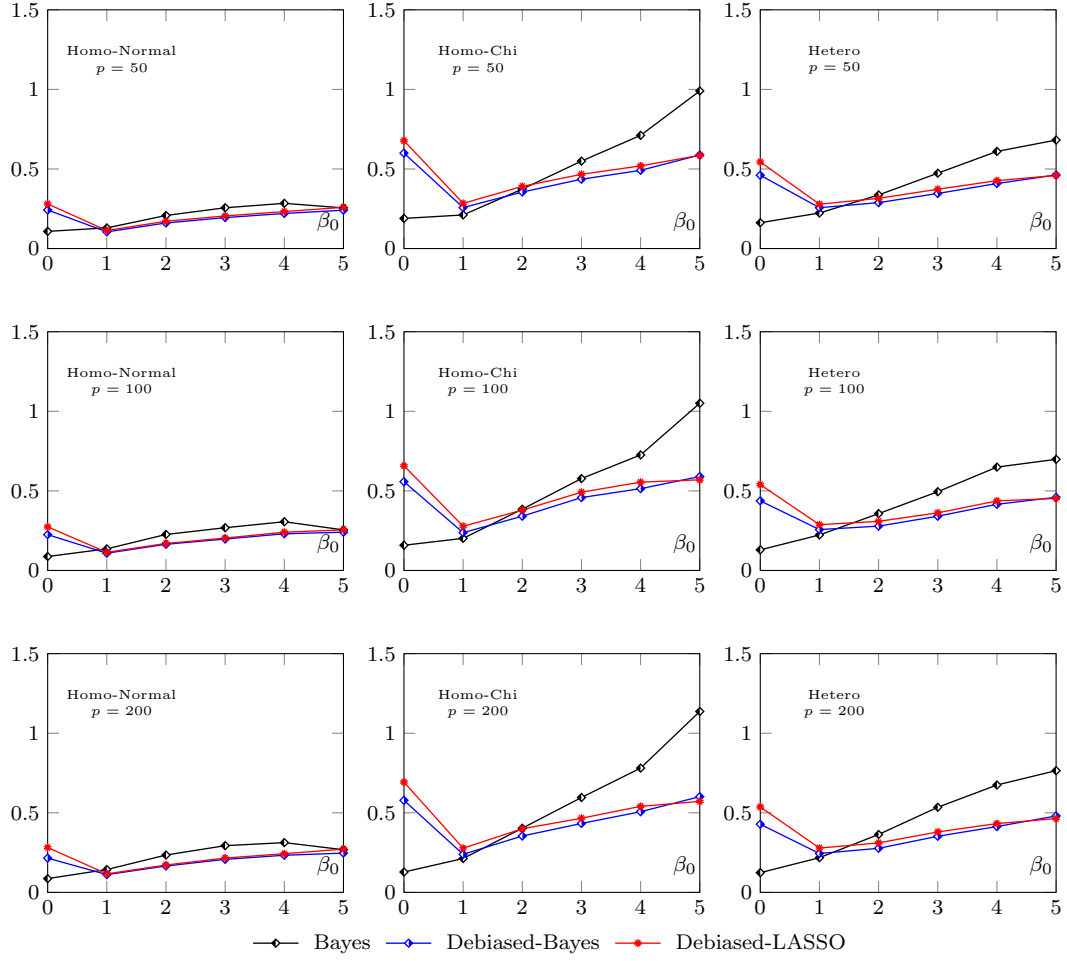 1.5 1.5 1.5
Homo-Normal Homo-Chi Hetero
p = 50 p = 50 p = 50
1 1 1
0.5 0.5 0.5
β0 β0 β0
0 0 0
0 1 2 3 4 5 0 1 2 3 4 5 0 1 2 3 4 5
1.5 1.5 1.5
Homo-Normal Homo-Chi Hetero
p = 100 p = 100 p = 100
1 1 1
0.5 0.5 0.5
β0 β0 β0
0 0 0
0 1 2 3 4 5 0 1 2 3 4 5 0 1 2 3 4 5
1.5 1.5 1.5
Homo-Normal Homo-Chi Hetero
p = 200 p = 200 p = 200
1 1 1
0.5 0.5 0.5
β0 β0 β0
0 0 0
0 1 2 3 4 5 0 1 2 3 4 5 0 1 2 3 4 5
Bayes Debiased-Bayes Debiased-LASSO